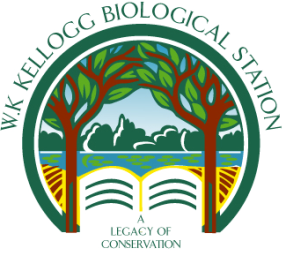 W.K KELLOGG BIOLOGICAL STATION
A
LEGACY OF
CONSERVATION